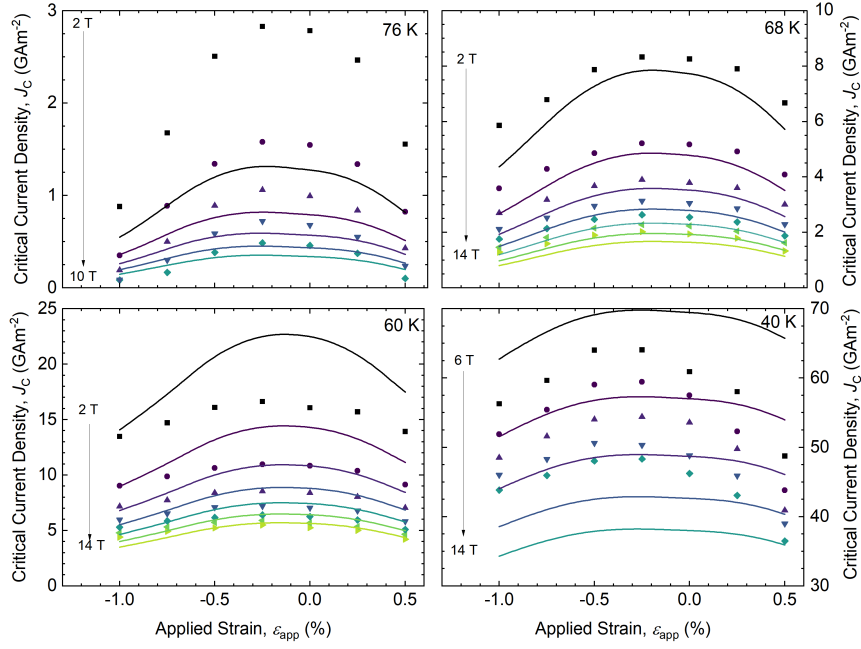 3
2 T
76 K
2
1
10 T
0
Critical Current Density, J_C (GAm⁻²)
10
68 K
2 T
8
6
4
2
14 T
0
Critical Current Density, J_C (GAm⁻²)
25
60 K
20
2 T
15
10
5
14 T
0
Critical Current Density, J_C (GAm⁻²)
-1.0 -0.5 0.0 0.5
Applied Strain, ε_app (%)
70
40 K
6 T
60
50
40
14 T
30
Critical Current Density, J_C (GAm⁻²)
-1.0 -0.5 0.0 0.5
Applied Strain, ε_app (%)